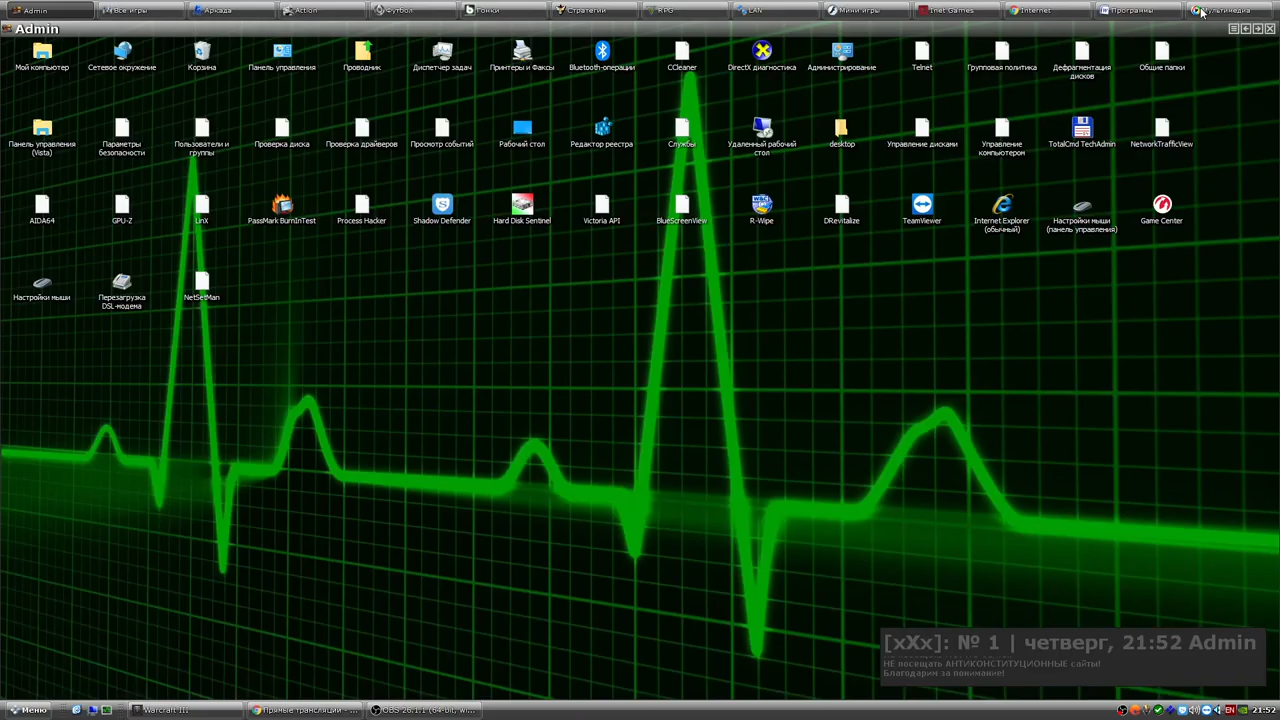 Admin
Все игры
Аркада
Action
Футбол
Гонки
Стратегии
RPG
LAN
Мини игры
Inet Games
Internet
Программы
Мультимедиа
Admin
Мой компьютер
Сетевое окружение
Корзина
Панель управления
Проводник
Диспетчер задач
Принтеры и Факсы
Bluetooth-операции
CCleaner
DirectX диагностика
Администрирование
Telnet
Групповая политика
Дефрагментация
дисков
Общие папки
Панель управления
(Vista)
Параметры
безопасности
Пользователи и
группы
Проверка диска
Проверка драйверов
Просмотр событий
Рабочий стол
Редактор реестра
Службы
Удаленный рабочий
стол
desktop
Управление дисками
Управление
компьютером
TotalCmd TechAdmin
NetworkTrafficView
AIDA64
GPU-Z
LinX
PassMark BurnInTest
Process Hacker
Shadow Defender
Hard Disk Sentinel
Victoria API
BlueScreenView
R-Wipe
DRevitalize
TeamViewer
Internet Explorer
(обычный)
Настройки мыши
(панель управления)
Game Center
Настройки мыши
Перезагрузка
DSL-модема
NetSetMan
[xXx]: № 1 | четверг, 21:52 Admin
НЕ посещать АНТИКОНСТИТУЦИОННЫЕ сайты!
Благодарим за понимание!
Меню
Warcraft III
Прямые трансляции - ...
OBS 26.1.1 (64-bit, wi...
EN
21:52